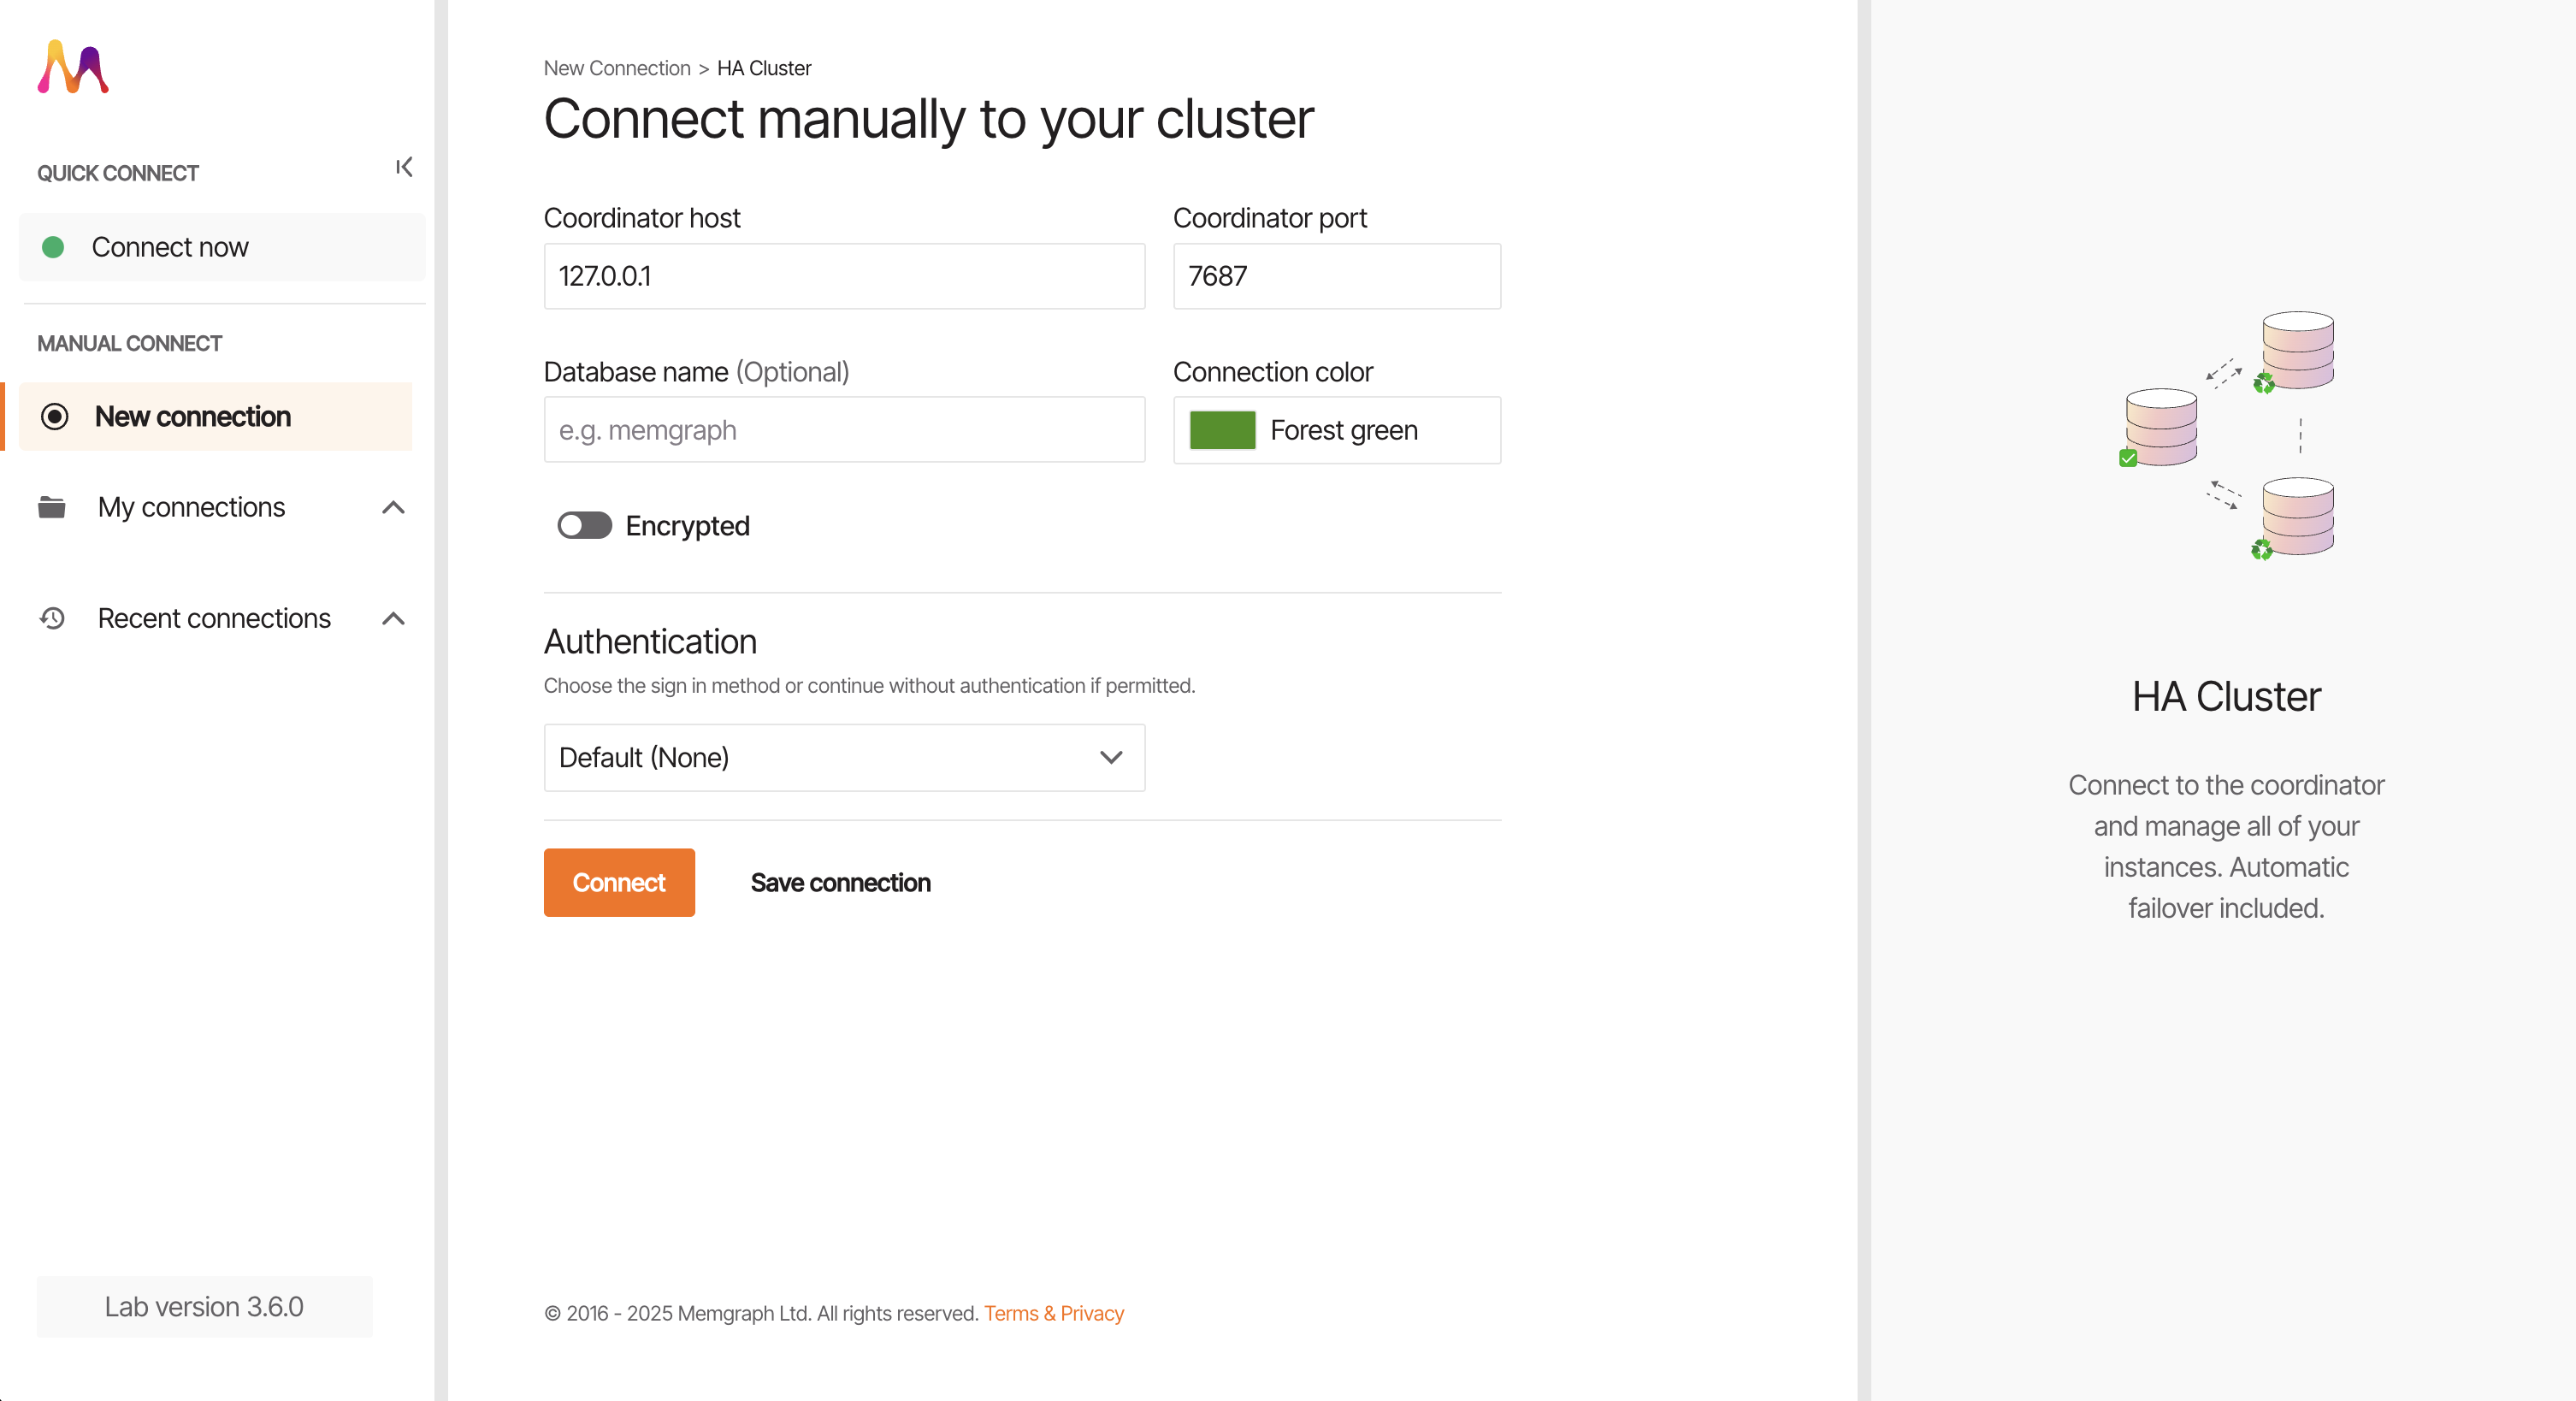 QUICK CONNECT
Connect now
MANUAL CONNECT
New connection
My connections
Recent connections
Lab version 3.6.0
New Connection > HA Cluster
Connect manually to your cluster
Coordinator host
Coordinator port
127.0.0.1
7687
Database name (Optional)
Connection color
e.g. memgraph
Forest green
Encrypted
Authentication
Choose the sign in method or continue without authentication if permitted.
Default (None)
Connect
Save connection
© 2016 - 2025 Memgraph Ltd. All rights reserved. Terms & Privacy
HA Cluster
Connect to the coordinator
and manage all of your
instances. Automatic
failover included.